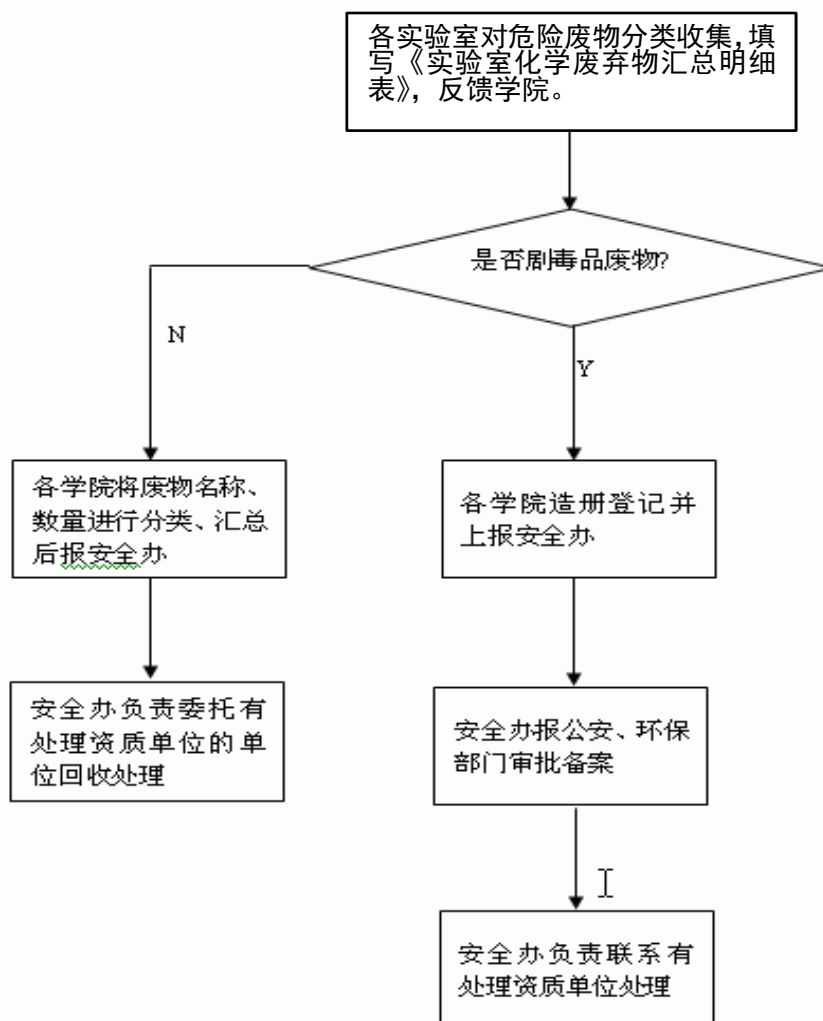 各实验室对危险废物分类收集,填
写《实验室化学废弃物汇总明细
表》，反馈学院。
是否剧毒品废物?
N
Y
各学院将废物名称、
数量进行分类、汇总
后报安全办
各学院造册登记并
上报安全办
安全办负责委托有
处理资质单位的单
位回收处理
安全办报公安、环保
部门审批备案
安全办负责联系有
处理资质单位处理